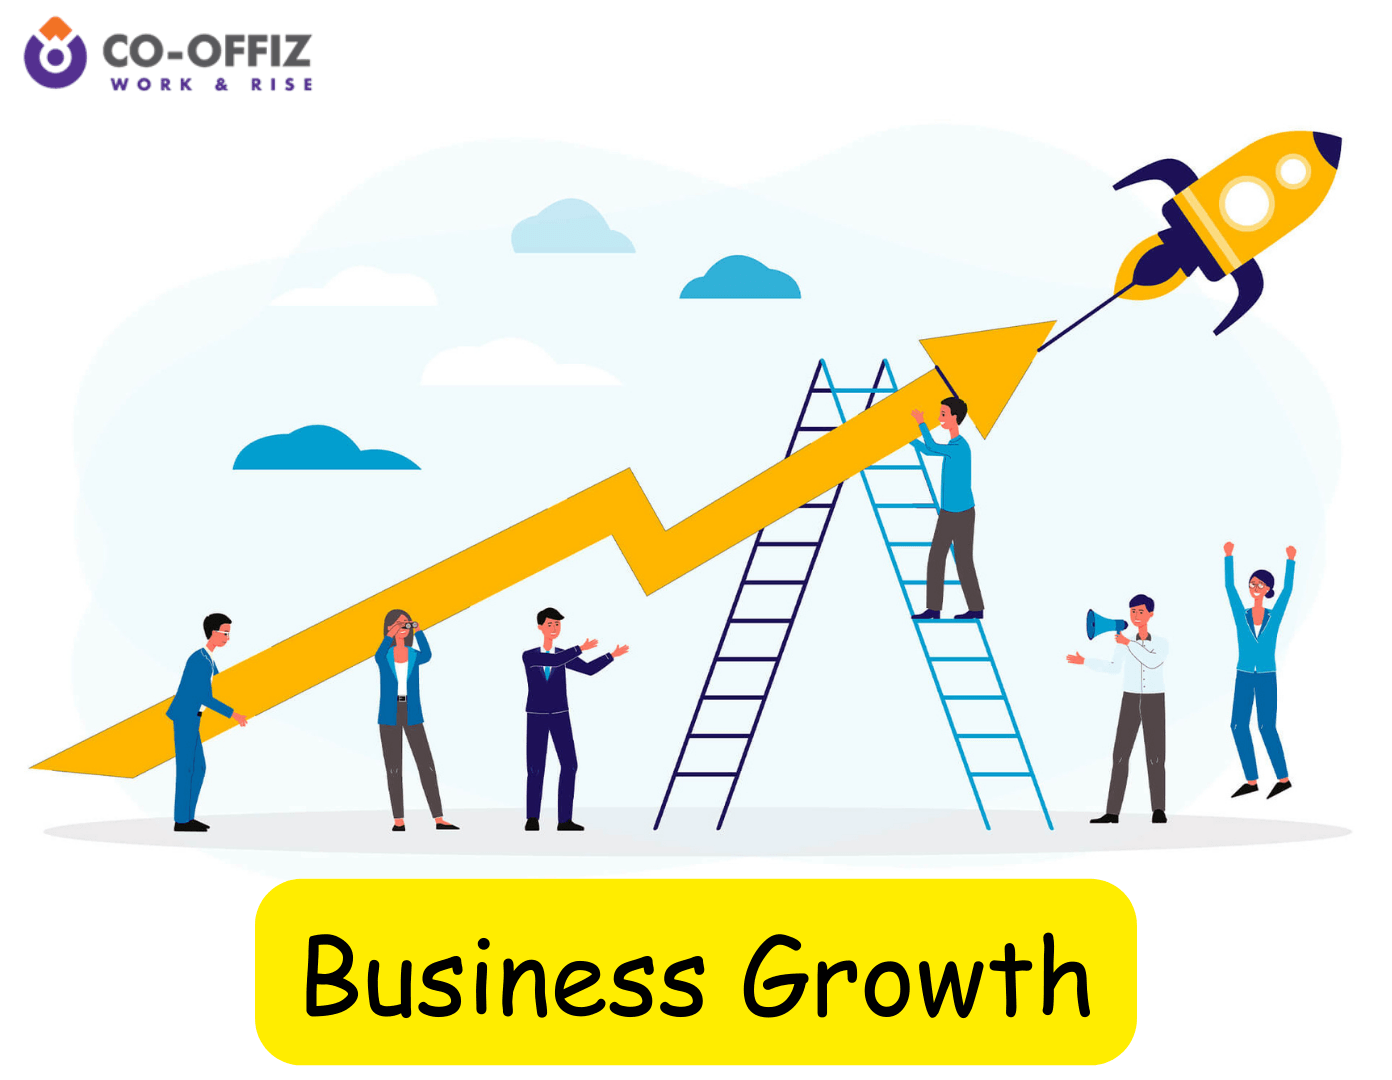 CO-OFFIZ
WORK & RISE
Business Growth